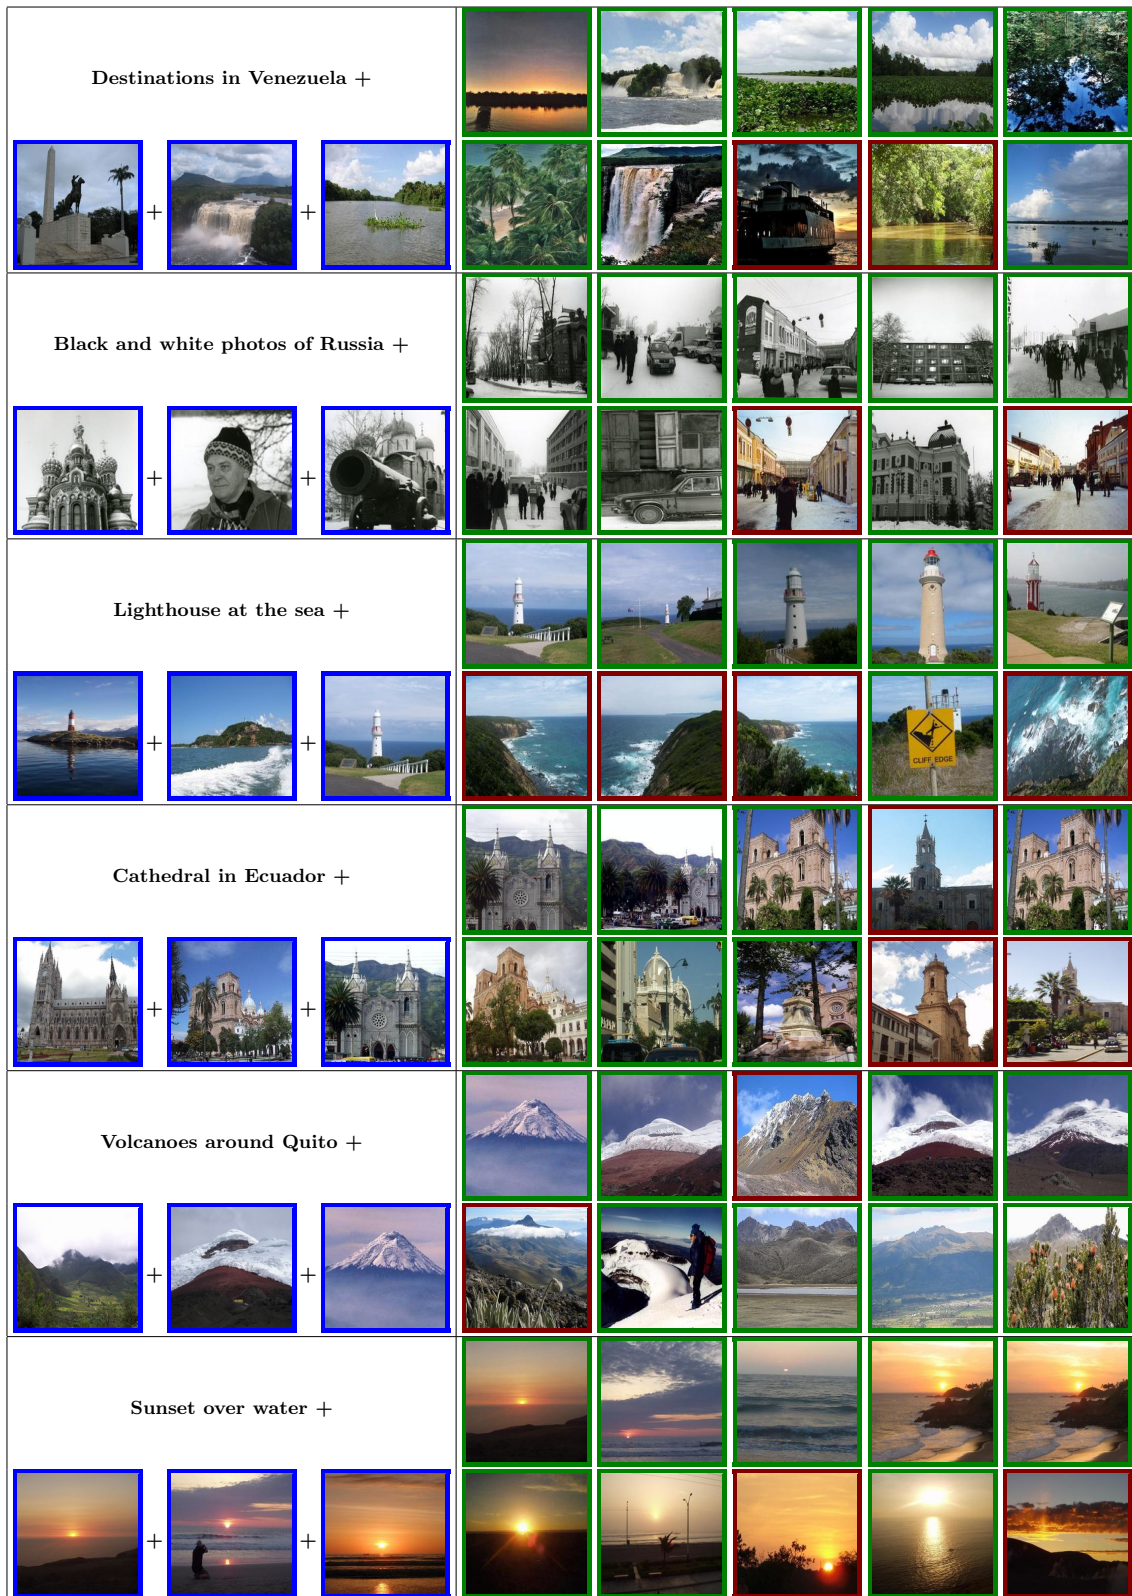 Destinations in Venezuela +
+ +
Black and white photos of Russia +
+ +
Lighthouse at the sea +
CLIFF EDGE
+ +
Cathedral in Ecuador +
+ +
Volcanoes around Quito +
+ +
Sunset over water +
+ +